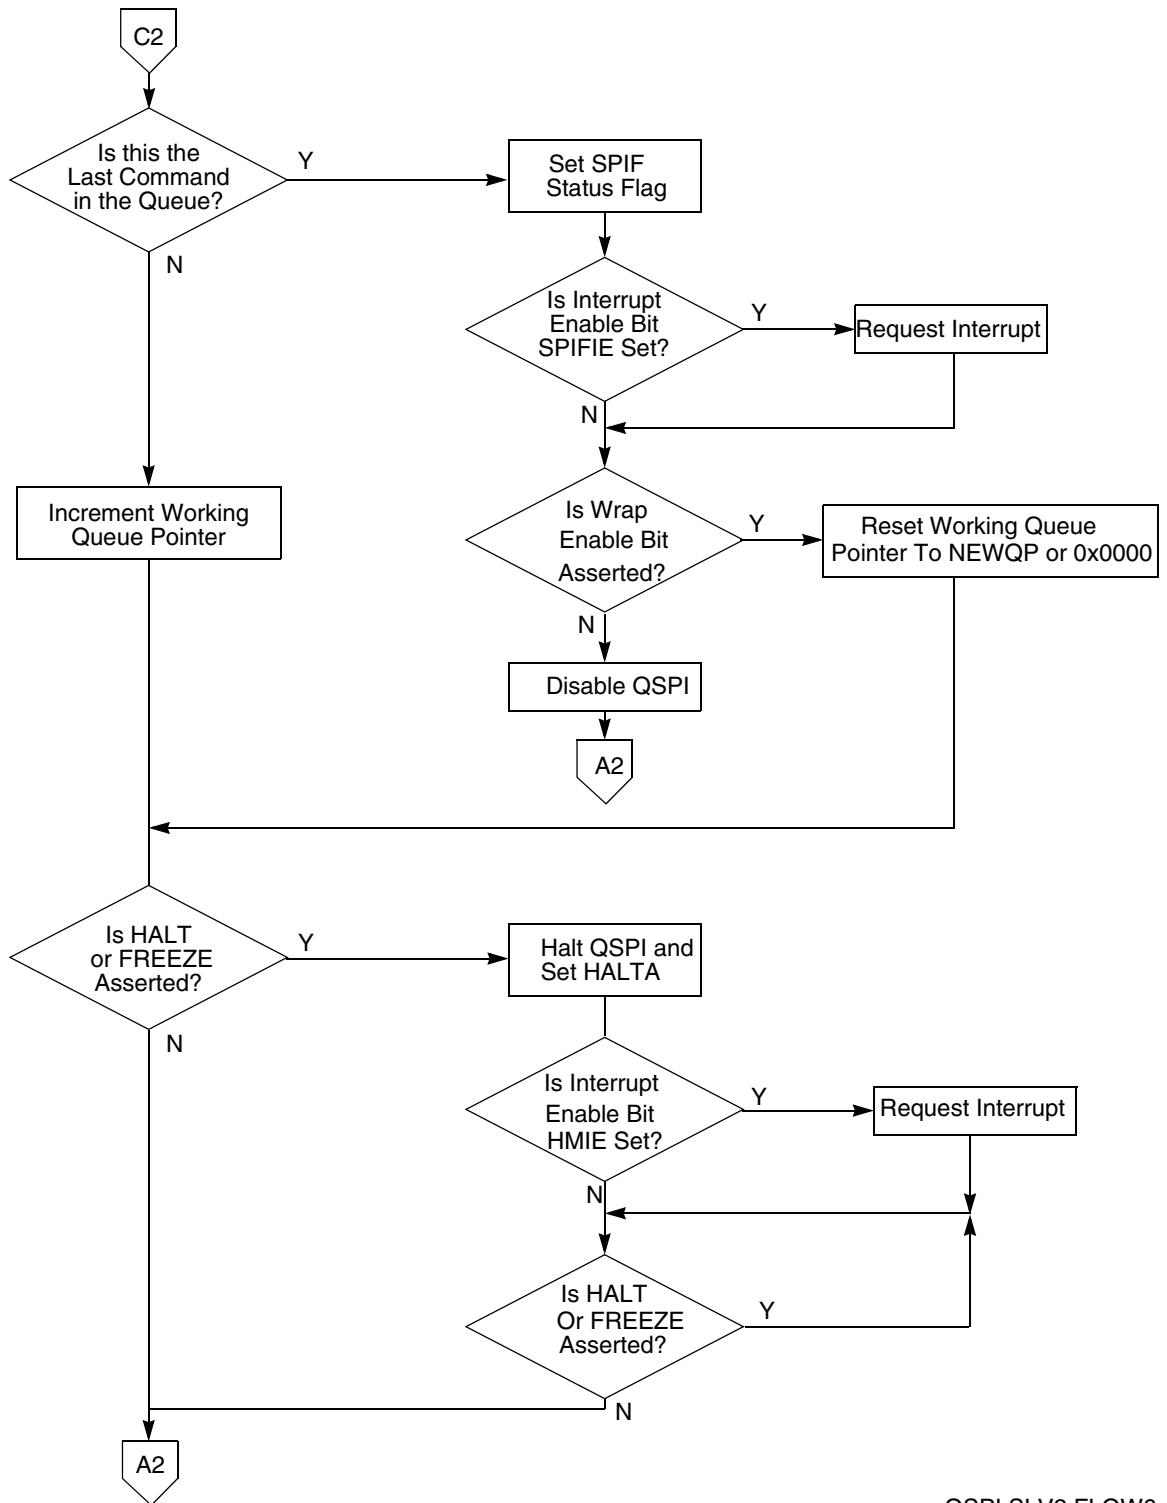 C2
Is this the
Last Command
in the Queue?
Y
N
Set SPIF
Status Flag
Is Interrupt
Enable Bit
SPIFIE Set?
Y
Request Interrupt
N
Increment Working
Queue Pointer
Is Wrap
Enable Bit
Asserted?
Y
Reset Working Queue
Pointer To NEWQP or 0x0000
N
Disable QSPI
A2
Is HALT
or FREEZE
Asserted?
Y
N
Halt QSPI and
Set HALTA
Is Interrupt
Enable Bit
HMIE Set?
Y
Request Interrupt
N
Is HALT
Or FREEZE
Asserted?
Y
N
A2